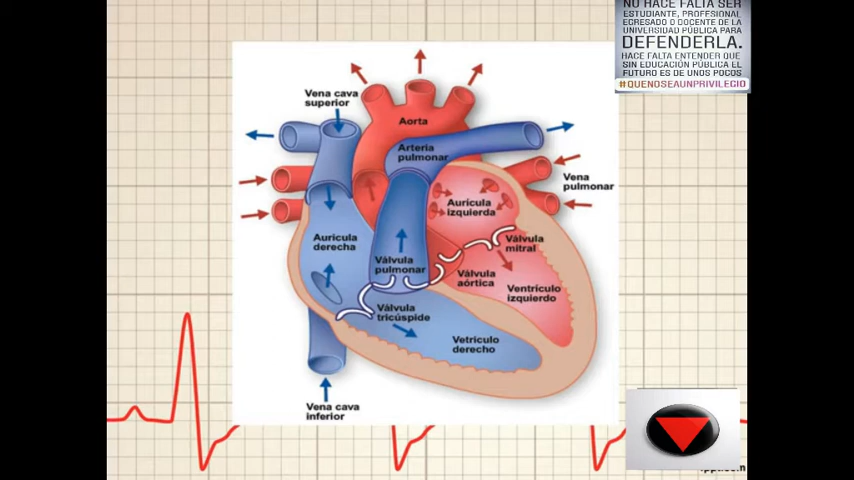 NO HACE FALTA SER
ESTUDIANTE, PROFESIONAL
EGRESADO O DOCENTE DE LA
UNIVERSIDAD PÚBLICA PARA
DEFENDERLA.
HACE FALTA ENTENDER QUE
SIN EDUCACIÓN PÚBLICA EL
FUTURO ES DE UNOS POCOS
#QUENOSEAUNPRIVILEGIO
Vena cava
superior
Aorta
Arteria
pulmonar
Vena
pulmonar
Aurícula
izquierda
Auricula
derecha
Válvula
mitral
Válvula
pulmonar
Válvula
aórtica
Ventrículo
izquierdo
Válvula
tricúspide
Vetrículo
derecho
Vena cava
inferior